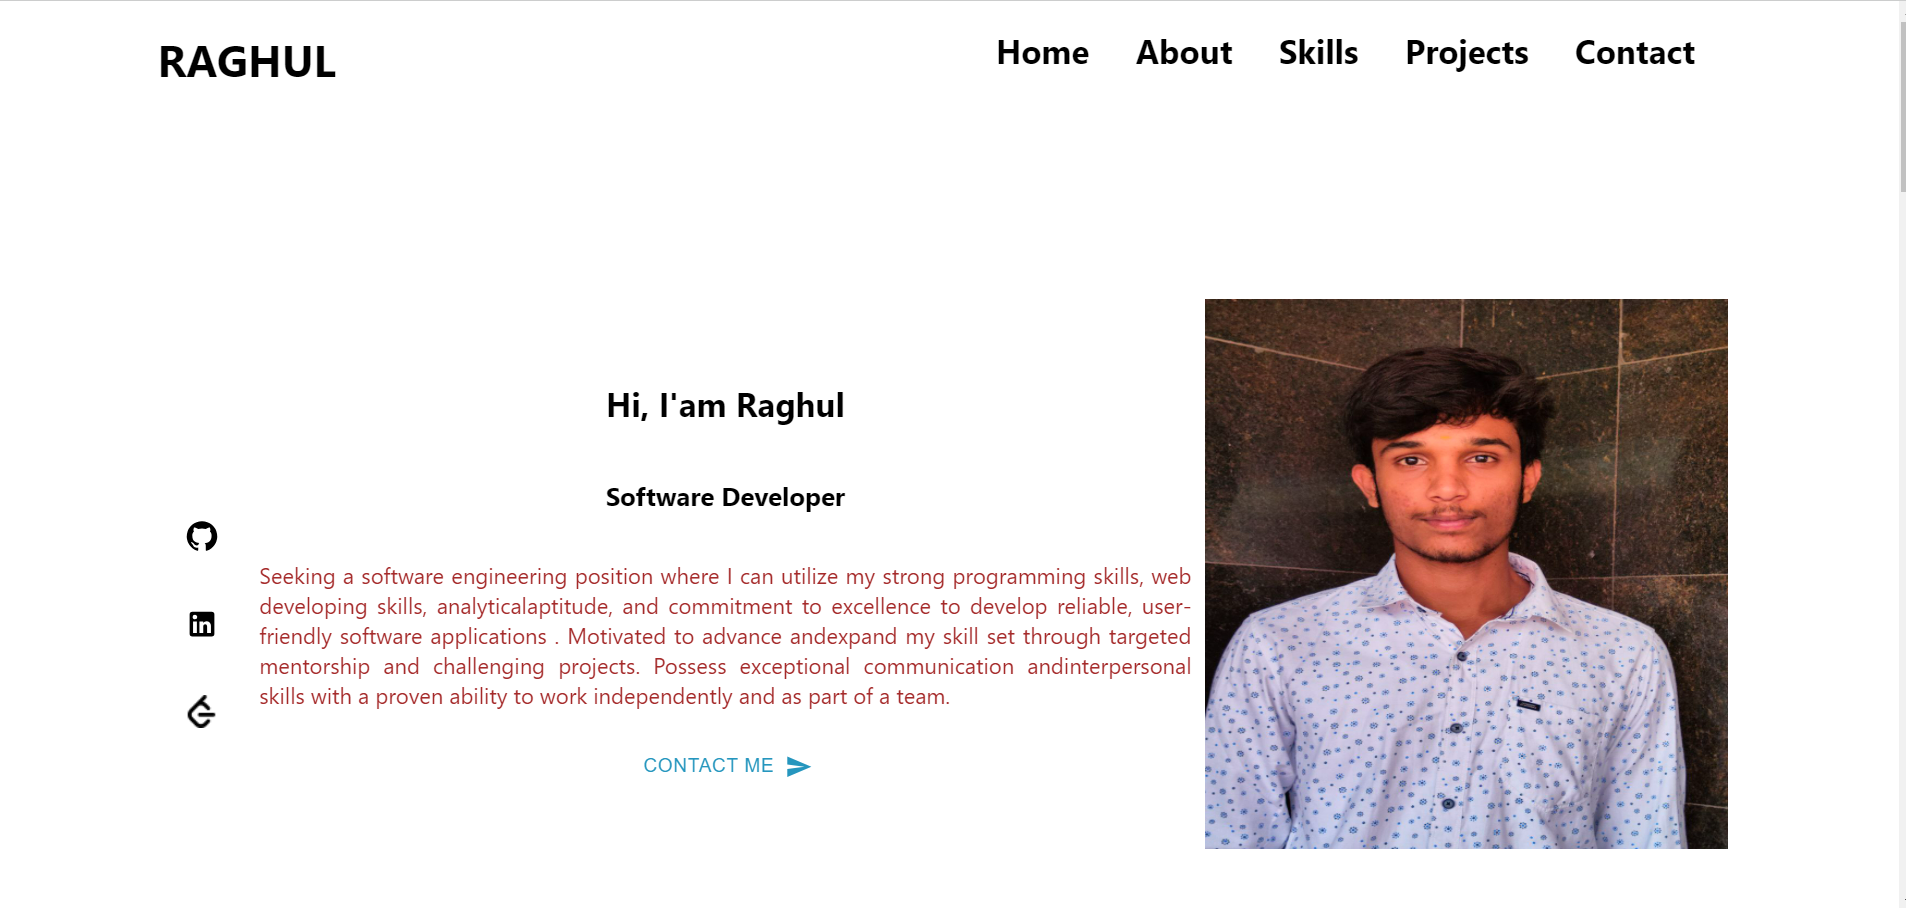 RAGHUL
Home About Skills Projects Contact
Hi, I'am Raghul
Software Developer
Seeking a software engineering position where I can utilize my strong programming skills, web
developing skills, analyticalaptitude, and commitment to excellence to develop reliable, user-
friendly software applications . Motivated to advance andexpand my skill set through targeted
mentorship and challenging projects. Possess exceptional communication andinterpersonal
skills with a proven ability to work independently and as part of a team.
CONTACT ME